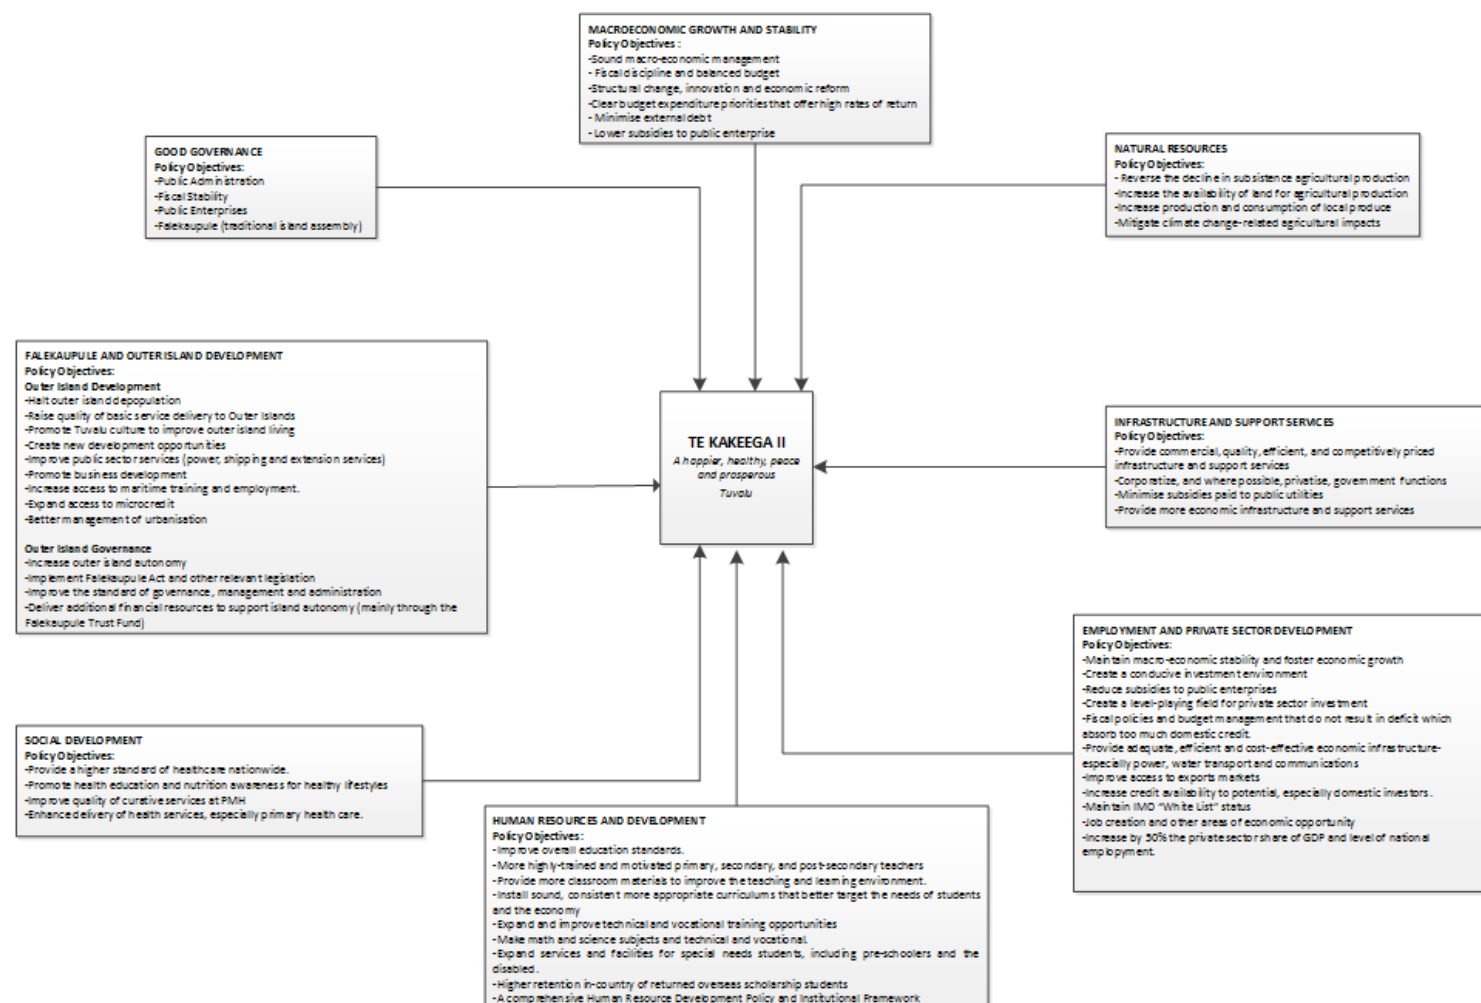 MACROECONOMIC GROWTH AND STABILITY
Policy Objectives :
-Sound macro-economic management
- Fiscal discipline and balanced budget
-Structural change, innovation and economic reform
-Clear budget expenditure priorities that offer high rates of return
- Minimise external debt
- Lower subsidies to public enterprise
GOOD GOVERNANCE
Policy Objectives:
-Public Administration
-Fiscal Stability
-Public Enterprises
-Falekaupule (traditional island assembly)
NATURAL RESOURCES
Policy Objectives:
- Reverse the decline in subsistence agricultural production
-Increase the availability of land for agricultural production
-Increase production and consumption of local produce
-Mitigate climate change-related agricultural impacts
FALEKAUPULE AND OUTER ISLAND DEVELOPMENT
Policy Objectives:
Outer Island Development
-Halt outer island depopulation
-Raise quality of basic service delivery to Outer Islands
-Promote Tuvalu culture to improve outer island living
-Create new development opportunities
-Improve public sector services (power, shipping and extension services)
-Promote business development
-Increase access to maritime training and employment.
-Expand access to microcredit
-Better management of urbanisation
Outer Island Governance
-Increase outer island autonomy
-Implement Falekaupule Act and other relevant legislation
-Improve the standard of governance, management and administration
-Deliver additional financial resources to support island autonomy (mainly through the
Falekaupule Trust Fund)
TE KAKEEGA II
A happier, healthy, peace
and prosperous
Tuvalu
INFRASTRUCTURE AND SUPPORT SERVICES
Policy Objectives:
-Provide commercial, quality, efficient, and competitively priced
infrastructure and support services
-Corporatize, and where possible, privatise, government functions
-Minimise subsidies paid to public utilities
-Provide more economic infrastructure and support services
EMPLOYMENT AND PRIVATE SECTOR DEVELOPMENT
Policy Objectives:
-Maintain macro-economic stability and foster economic growth
-Create a conducive investment environment
-Reduce subsidies to public enterprises
-Create a level-playing field for private sector investment
-Fiscal policies and budget management that do not result in deficit which
absorb too much domestic credit.
-Provide adequate, efficient and cost-effective economic infrastructure-
especially power, water transport and communications
-Improve access to exports markets
-Increase credit availability to potential, especially domestic investors.
-Maintain IMO "White List" status
-Job creation and other areas of economic opportunity
-Increase by 30% the private sector share of GDP and level of national
emplopyment.
SOCIAL DEVELOPMENT
Policy Objectives:
-Provide a higher standard of healthcare nationwide.
-Promote health education and nutrition awareness for healthy lifestyles
-Improve quality of curative services at PMH
-Enhance delivery of health services, especially primary health care.
HUMAN RESOURCES AND DEVELOPMENT
Policy Objectives:
-Improve overall education standards.
-More highly-trained and motivated primary, secondary, and post-secondary teachers
-Provide more classroom materials to improve the teaching and learning environment.
-Install sound, consistent more appropriate curriculums that better target the needs of students
and the economy
-Expand and improve technical and vocational training opportunities
-Make math and science subjects and technical and vocational.
-Expand services and facilities for special needs students, including pre-schoolers and the
disabled.
-Higher retention in-country of returned overseas scholarship students
-A comprehensive Human Resource Development Policy and Institutional Framework